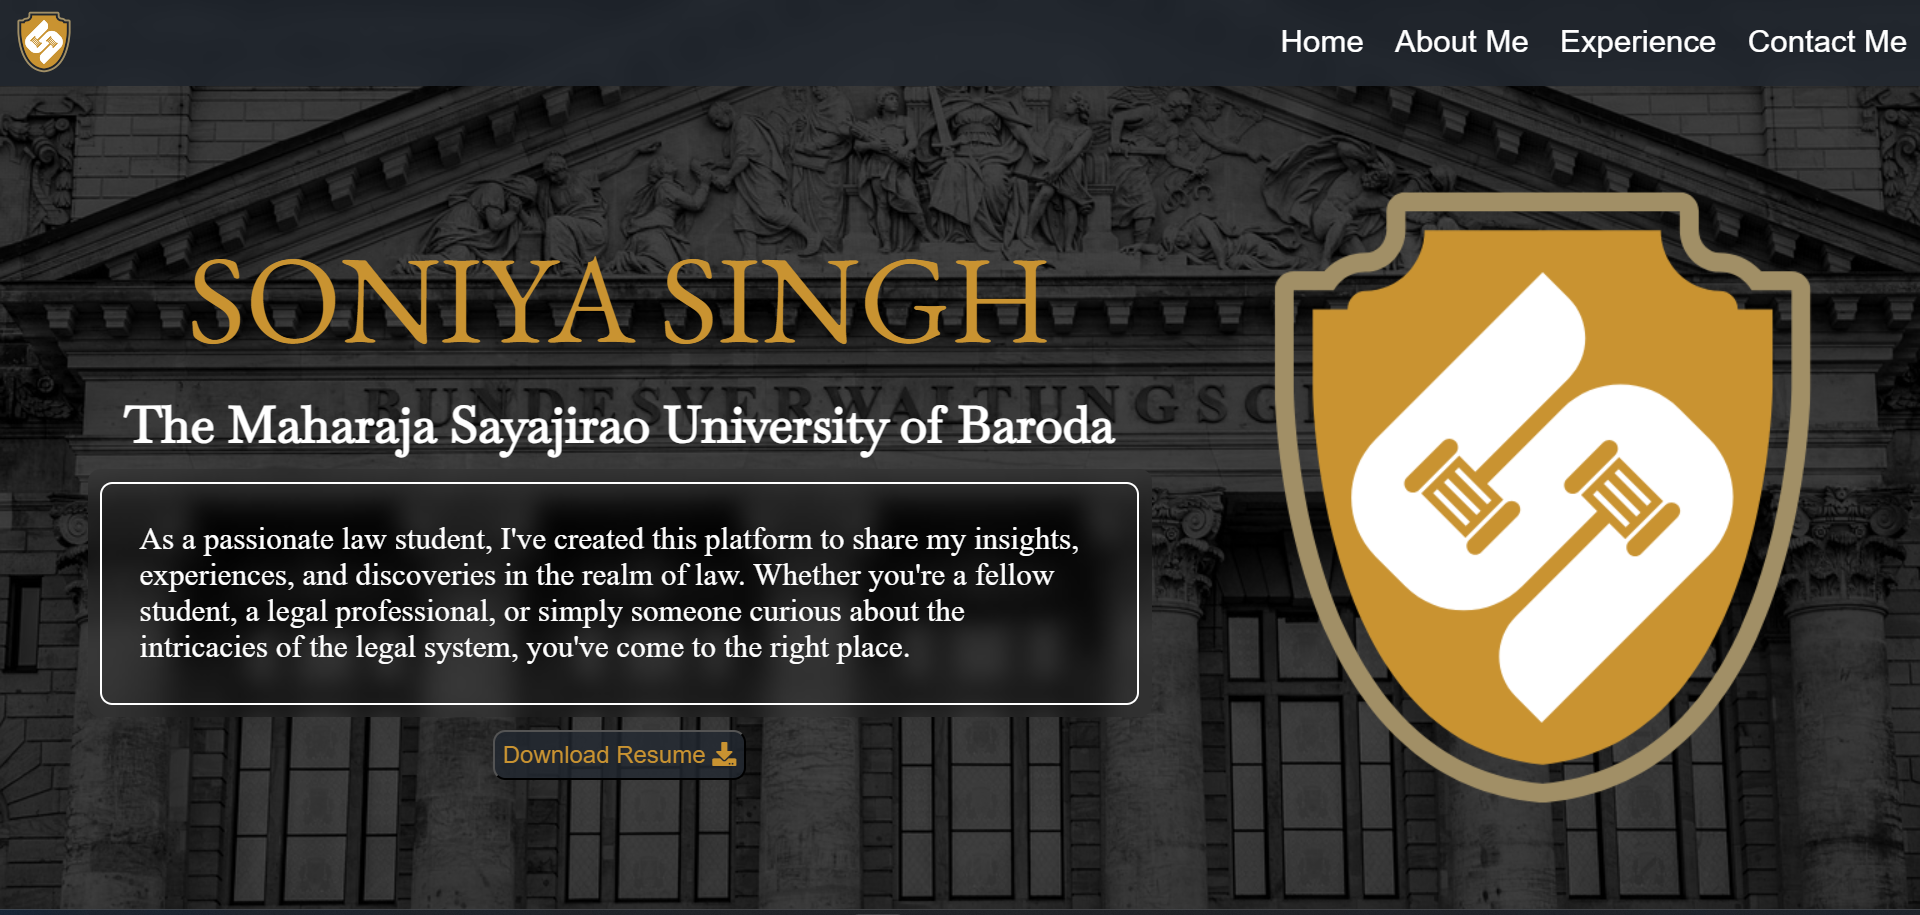 Home About Me Experience Contact Me
SONIYA SINGH
BUNDESVERWALTUNGSG
The Maharaja Sayajirao University of Baroda
As a passionate law student, I've created this platform to share my insights,
experiences, and discoveries in the realm of law. Whether you're a fellow
student, a legal professional, or simply someone curious about the
intricacies of the legal system, you've come to the right place.
Download Resume